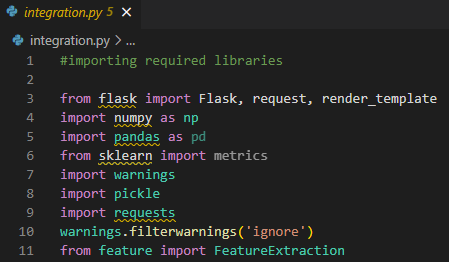 integration.py 5 ×
integration.py > ...
1 #importing required libraries
2
3 from flask import Flask, request, render_template
4 import numpy as np
5 import pandas as pd
6 from sklearn import metrics
7 import warnings
8 import pickle
9 import requests
10 warnings.filterwarnings('ignore')
11 from feature import FeatureExtraction